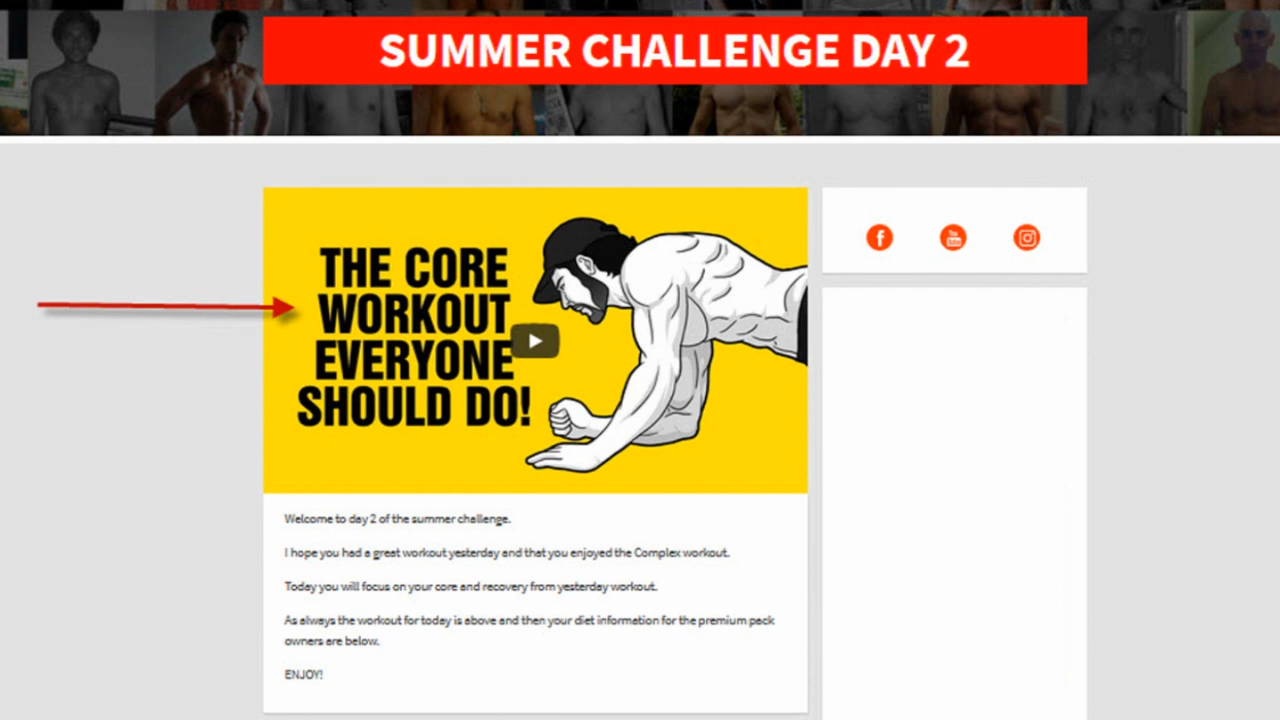 SUMMER CHALLENGE DAY 2
THE CORE
WORKOUT
EVERYONE
SHOULD DO!
Welcome to day 2 of the summer challenge.
I hope you had a great workout yesterday and that you enjoyed the Complex workout.
Today you will focus on your core and recovery from yesterday workout.
As always the workout for today is above and then your diet information for the premium pack
owners are below.
ENJOY!